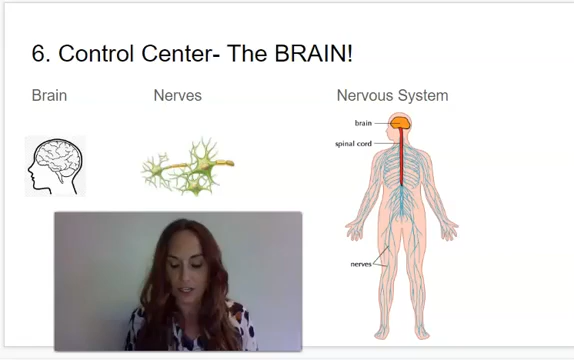 6. Control Center- The BRAIN!
Brain
Nerves
Nervous System
brain
spinal cord
nerves